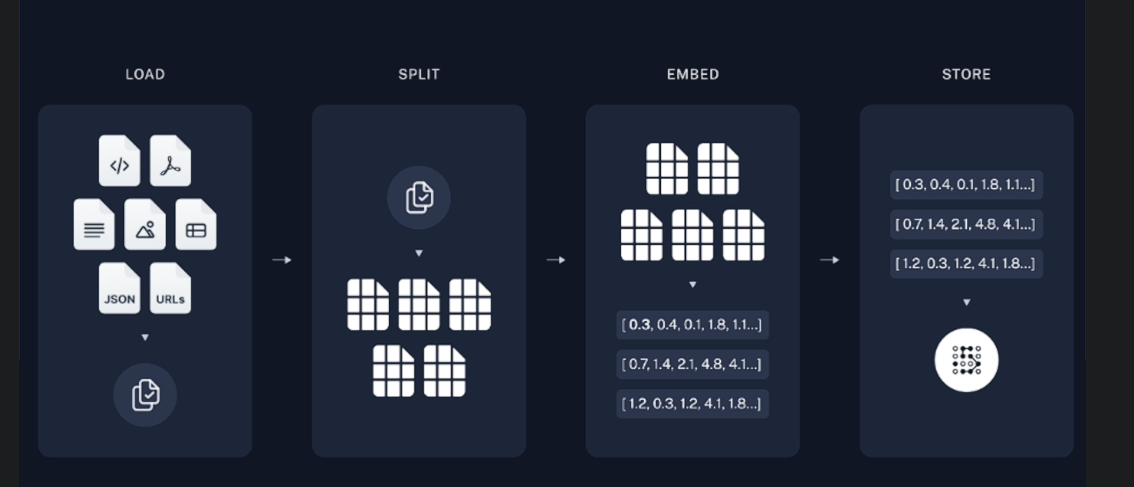 LOAD
SPLIT
EMBED
STORE
</>
JSON
URLs
[ 0.3, 0.4, 0.1, 1.8, 1.1...]
[ 0.7, 1.4, 2.1, 4.8, 4.1...]
[ 1.2, 0.3, 1.2, 4.1, 1.8...]
[ 0.3, 0.4, 0.1, 1.8, 1.1...]
[ 0.7, 1.4, 2.1, 4.8, 4.1...]
[ 1.2, 0.3, 1.2, 4.1, 1.8...]